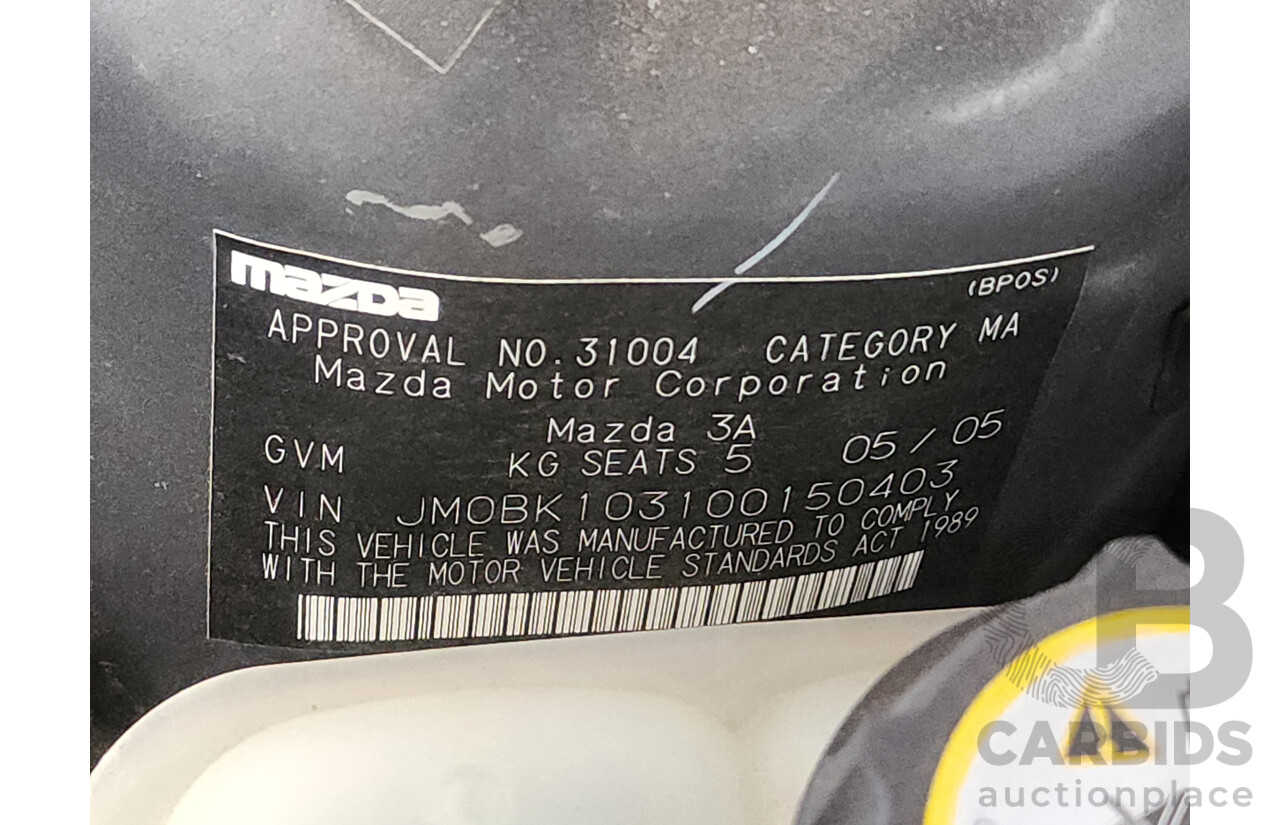 mazda
(BPOS)
APPROVAL NO. 31004 CATEGORY MA
Mazda Motor Corporation
Mazda 3A
GVM KG SEATS 5 05/05
VIN JM0BK103100150403
THIS VEHICLE WAS MANUFACTURED TO COMPLY
WITH THE MOTOR VEHICLE STANDARDS ACT 1989
B
CARBIDS
auctionplace